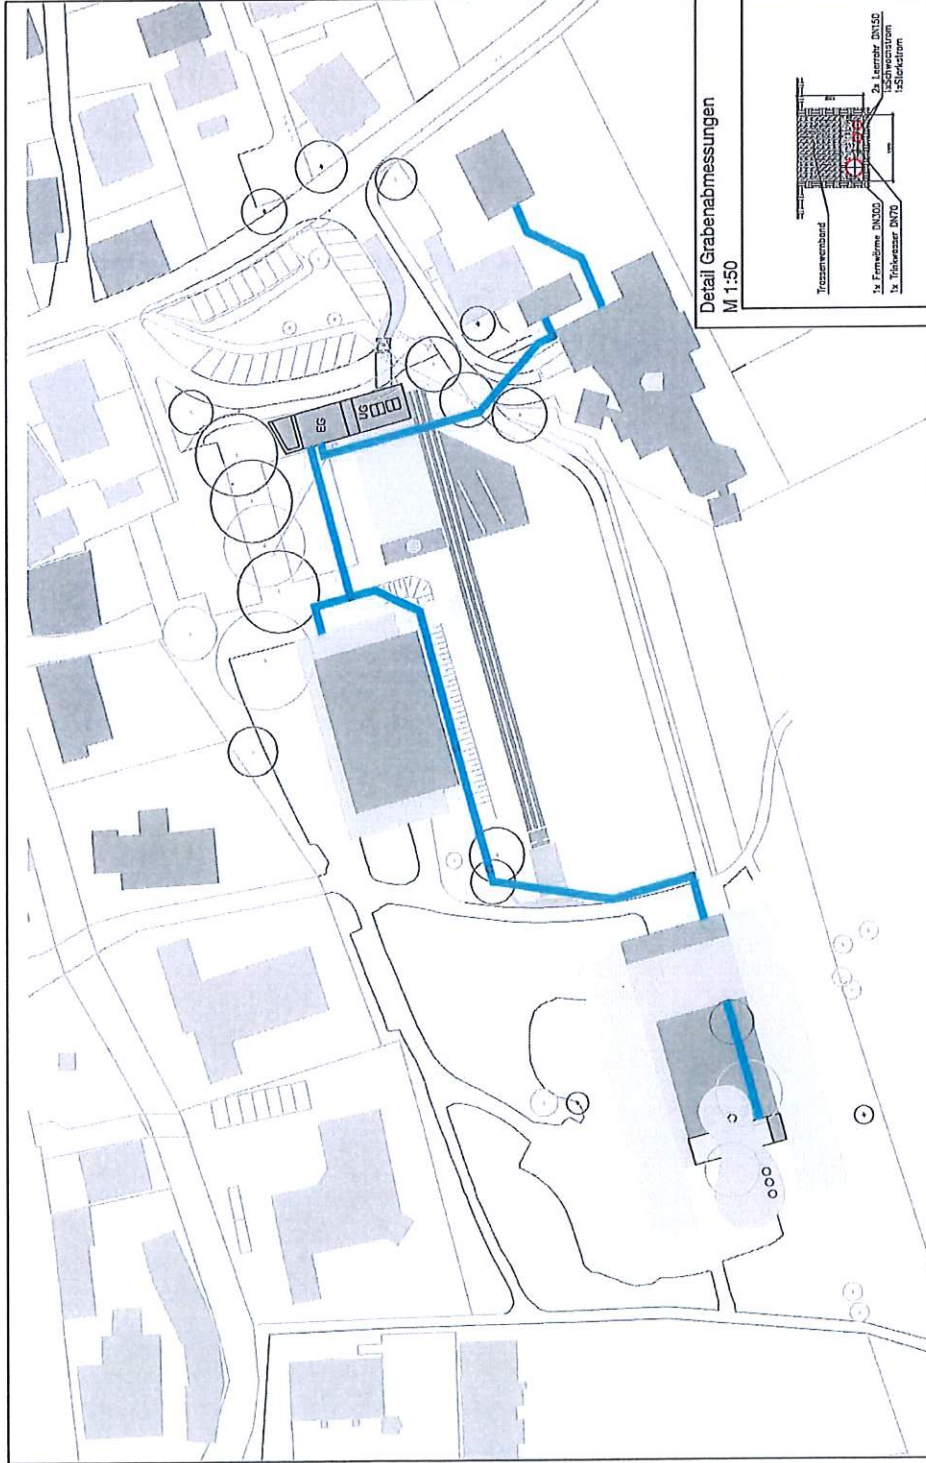 EG
UG
Detail Grabenabmessungen
M 1:50
Trassenwarnband
1x Fernwärme DN300
1x Trinkwasser DN70
2x Leerrohr DN150
1xSchwachstrom
1xStarkstrom